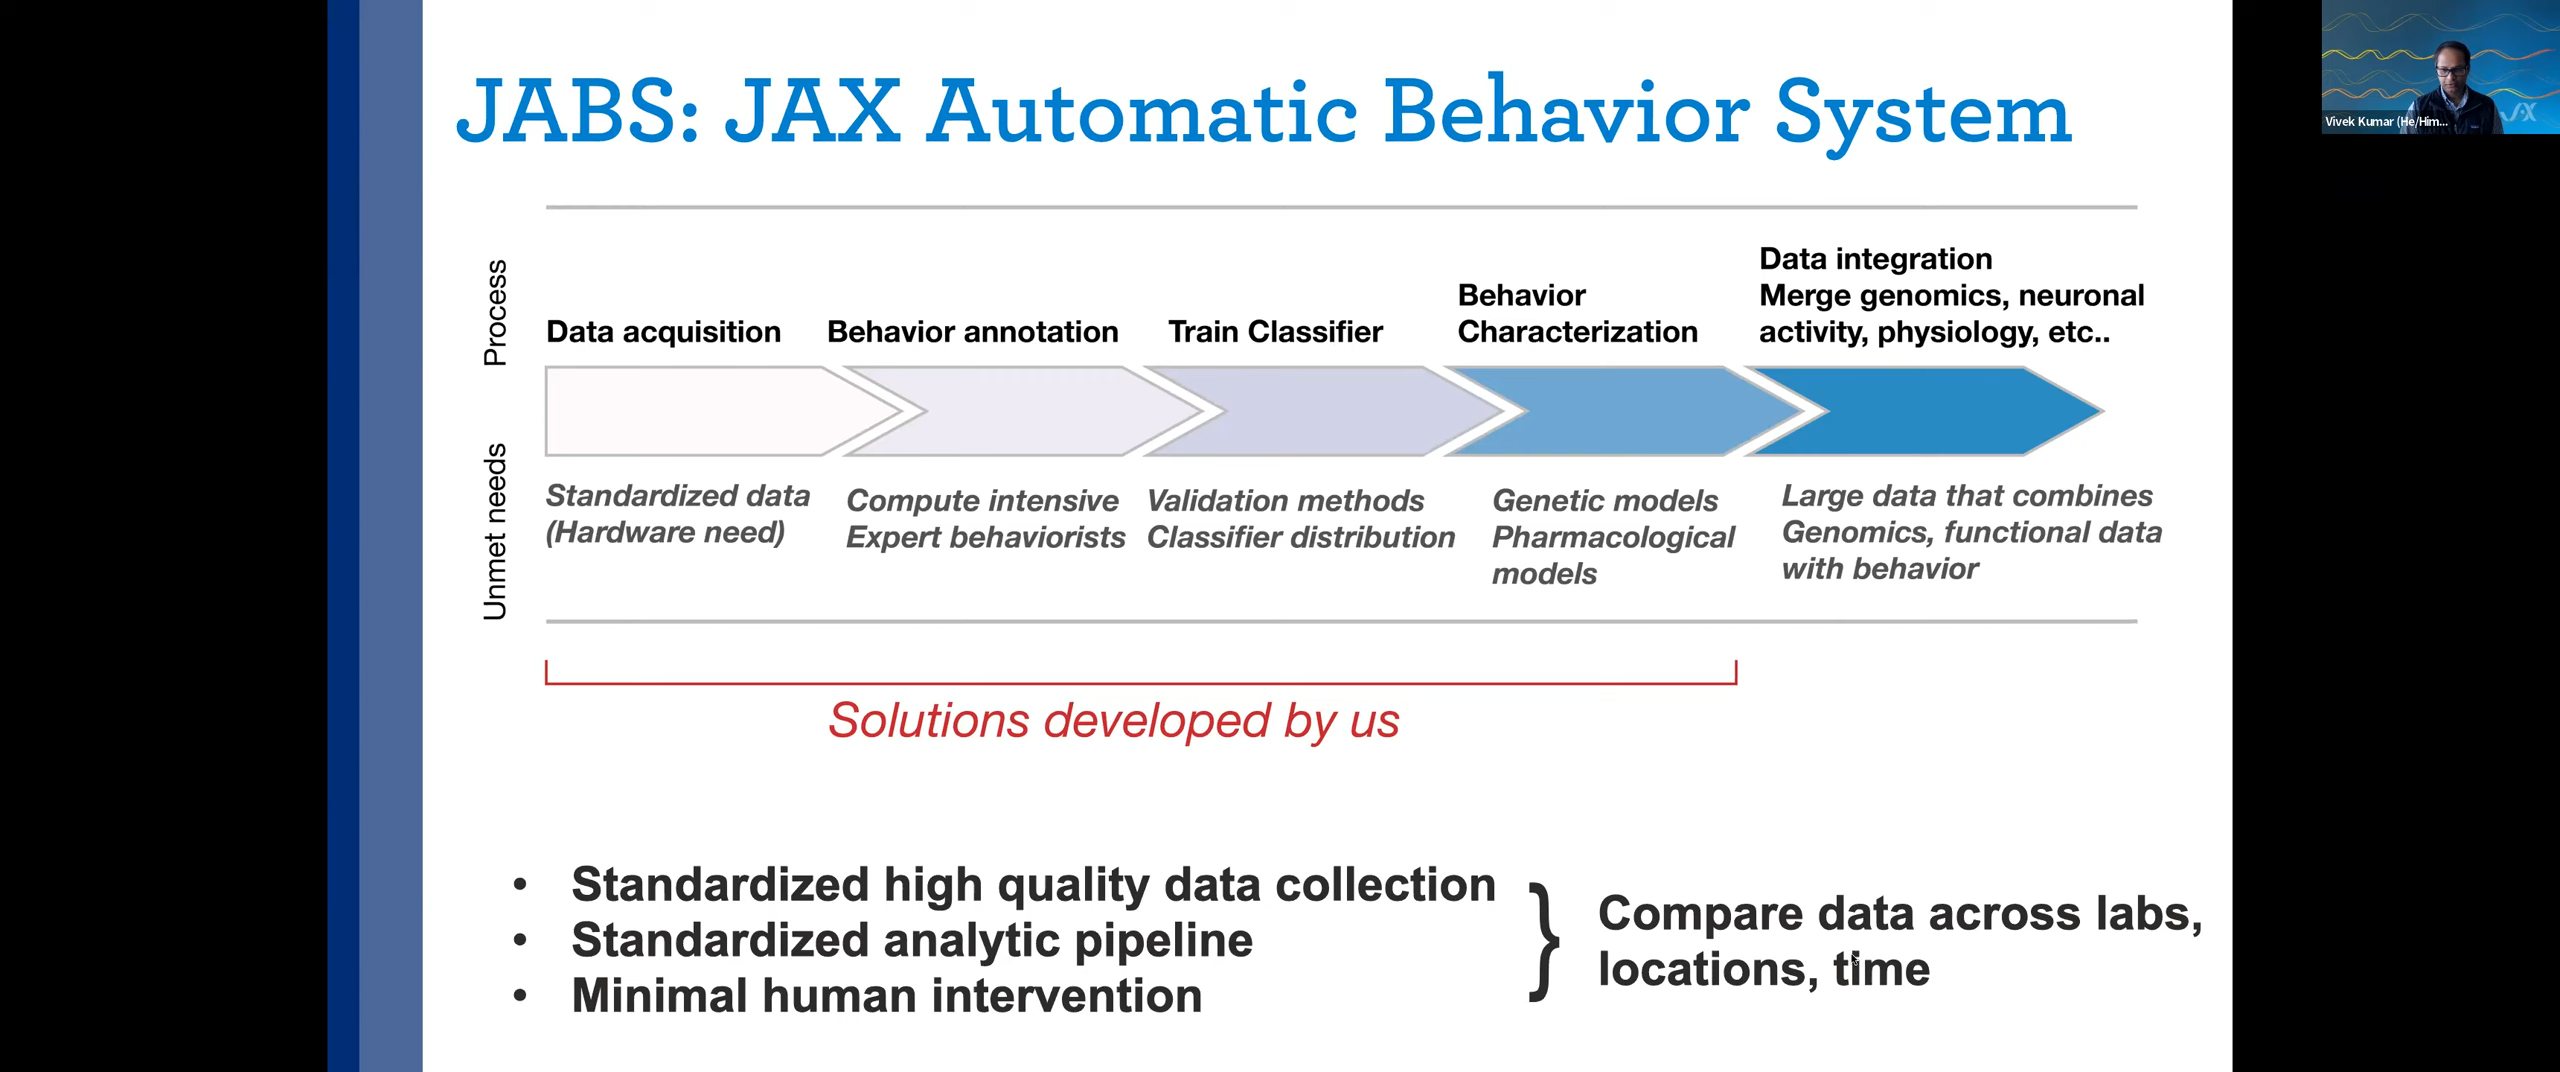 JABS: JAX Automatic Behavior System
Vivek Kumar (He/Him...
JAX
Process
Data acquisition
Behavior annotation
Train Classifier
Behavior
Characterization
Data integration
Merge genomics, neuronal
activity, physiology, etc..
Unmet needs
Standardized data
(Hardware need)
Compute intensive
Expert behaviorists
Validation methods
Classifier distribution
Genetic models
Pharmacological
models
Large data that combines
Genomics, functional data
with behavior
Solutions developed by us
• Standardized high quality data collection
• Standardized analytic pipeline
• Minimal human intervention
}
Compare data across labs,
locations, time